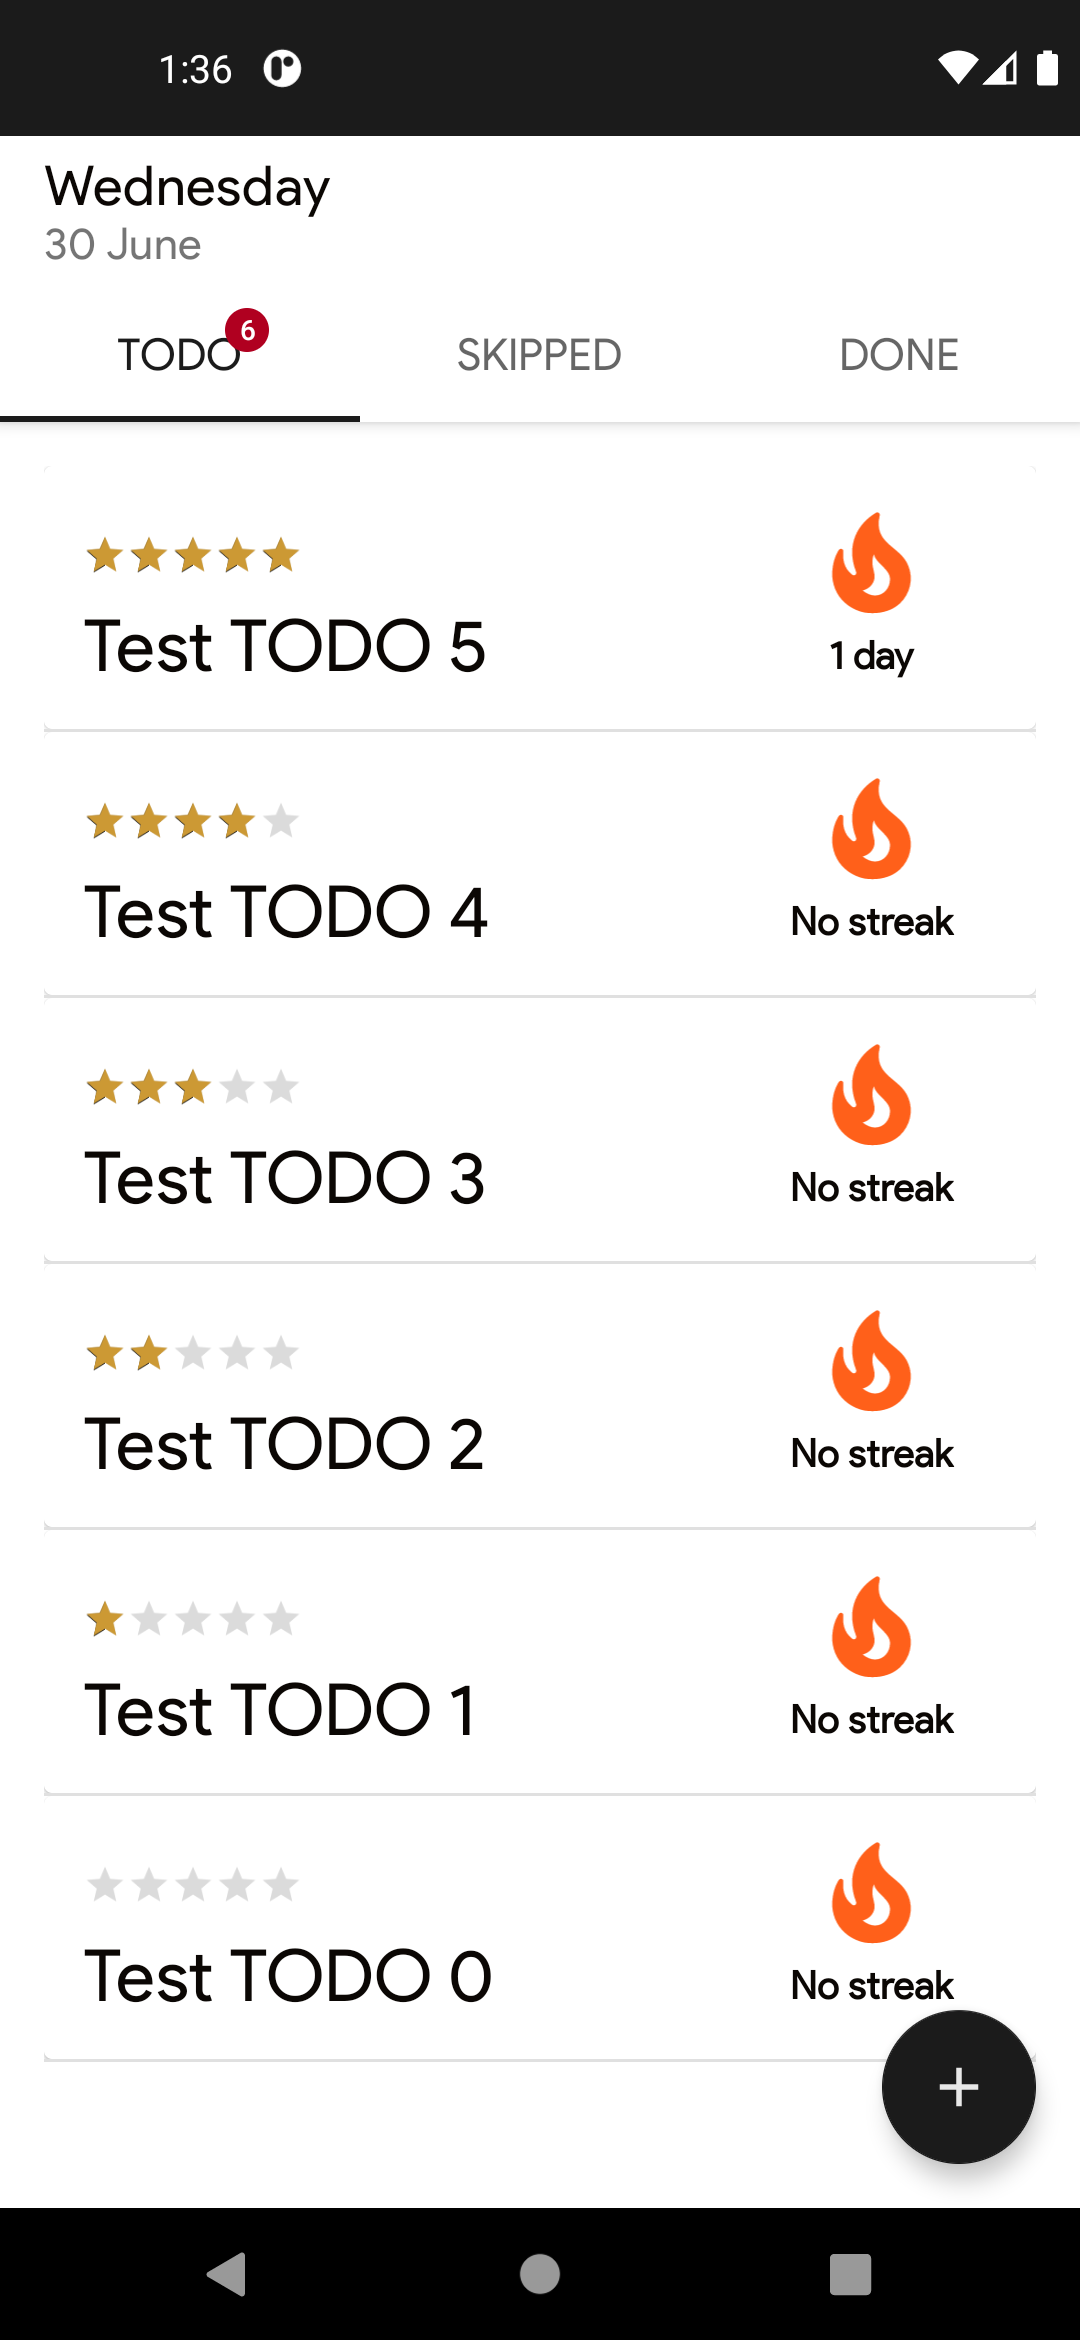 1:36
Wednesday
30 June
TODO 6
SKIPPED
DONE
Test TODO 5
1 day
Test TODO 4
No streak
Test TODO 3
No streak
Test TODO 2
No streak
Test TODO 1
No streak
Test TODO 0
No streak